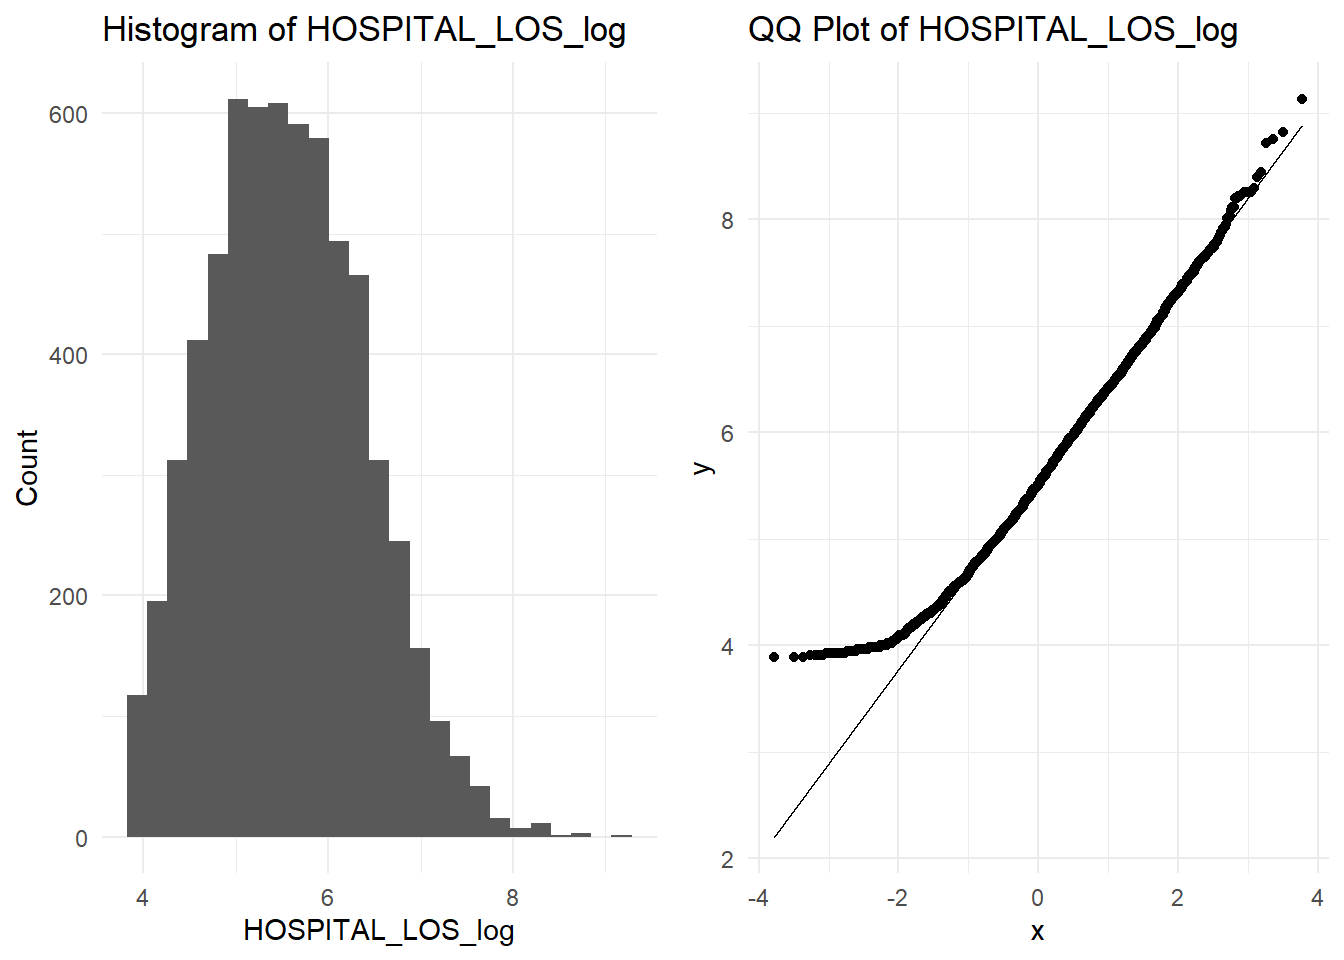 Histogram of HOSPITAL_LOS_log
600
400
200
0
Count
4 6 8
HOSPITAL_LOS_log
QQ Plot of HOSPITAL_LOS_log
8
6
4
2
y
-4 -2 0 2 4
x